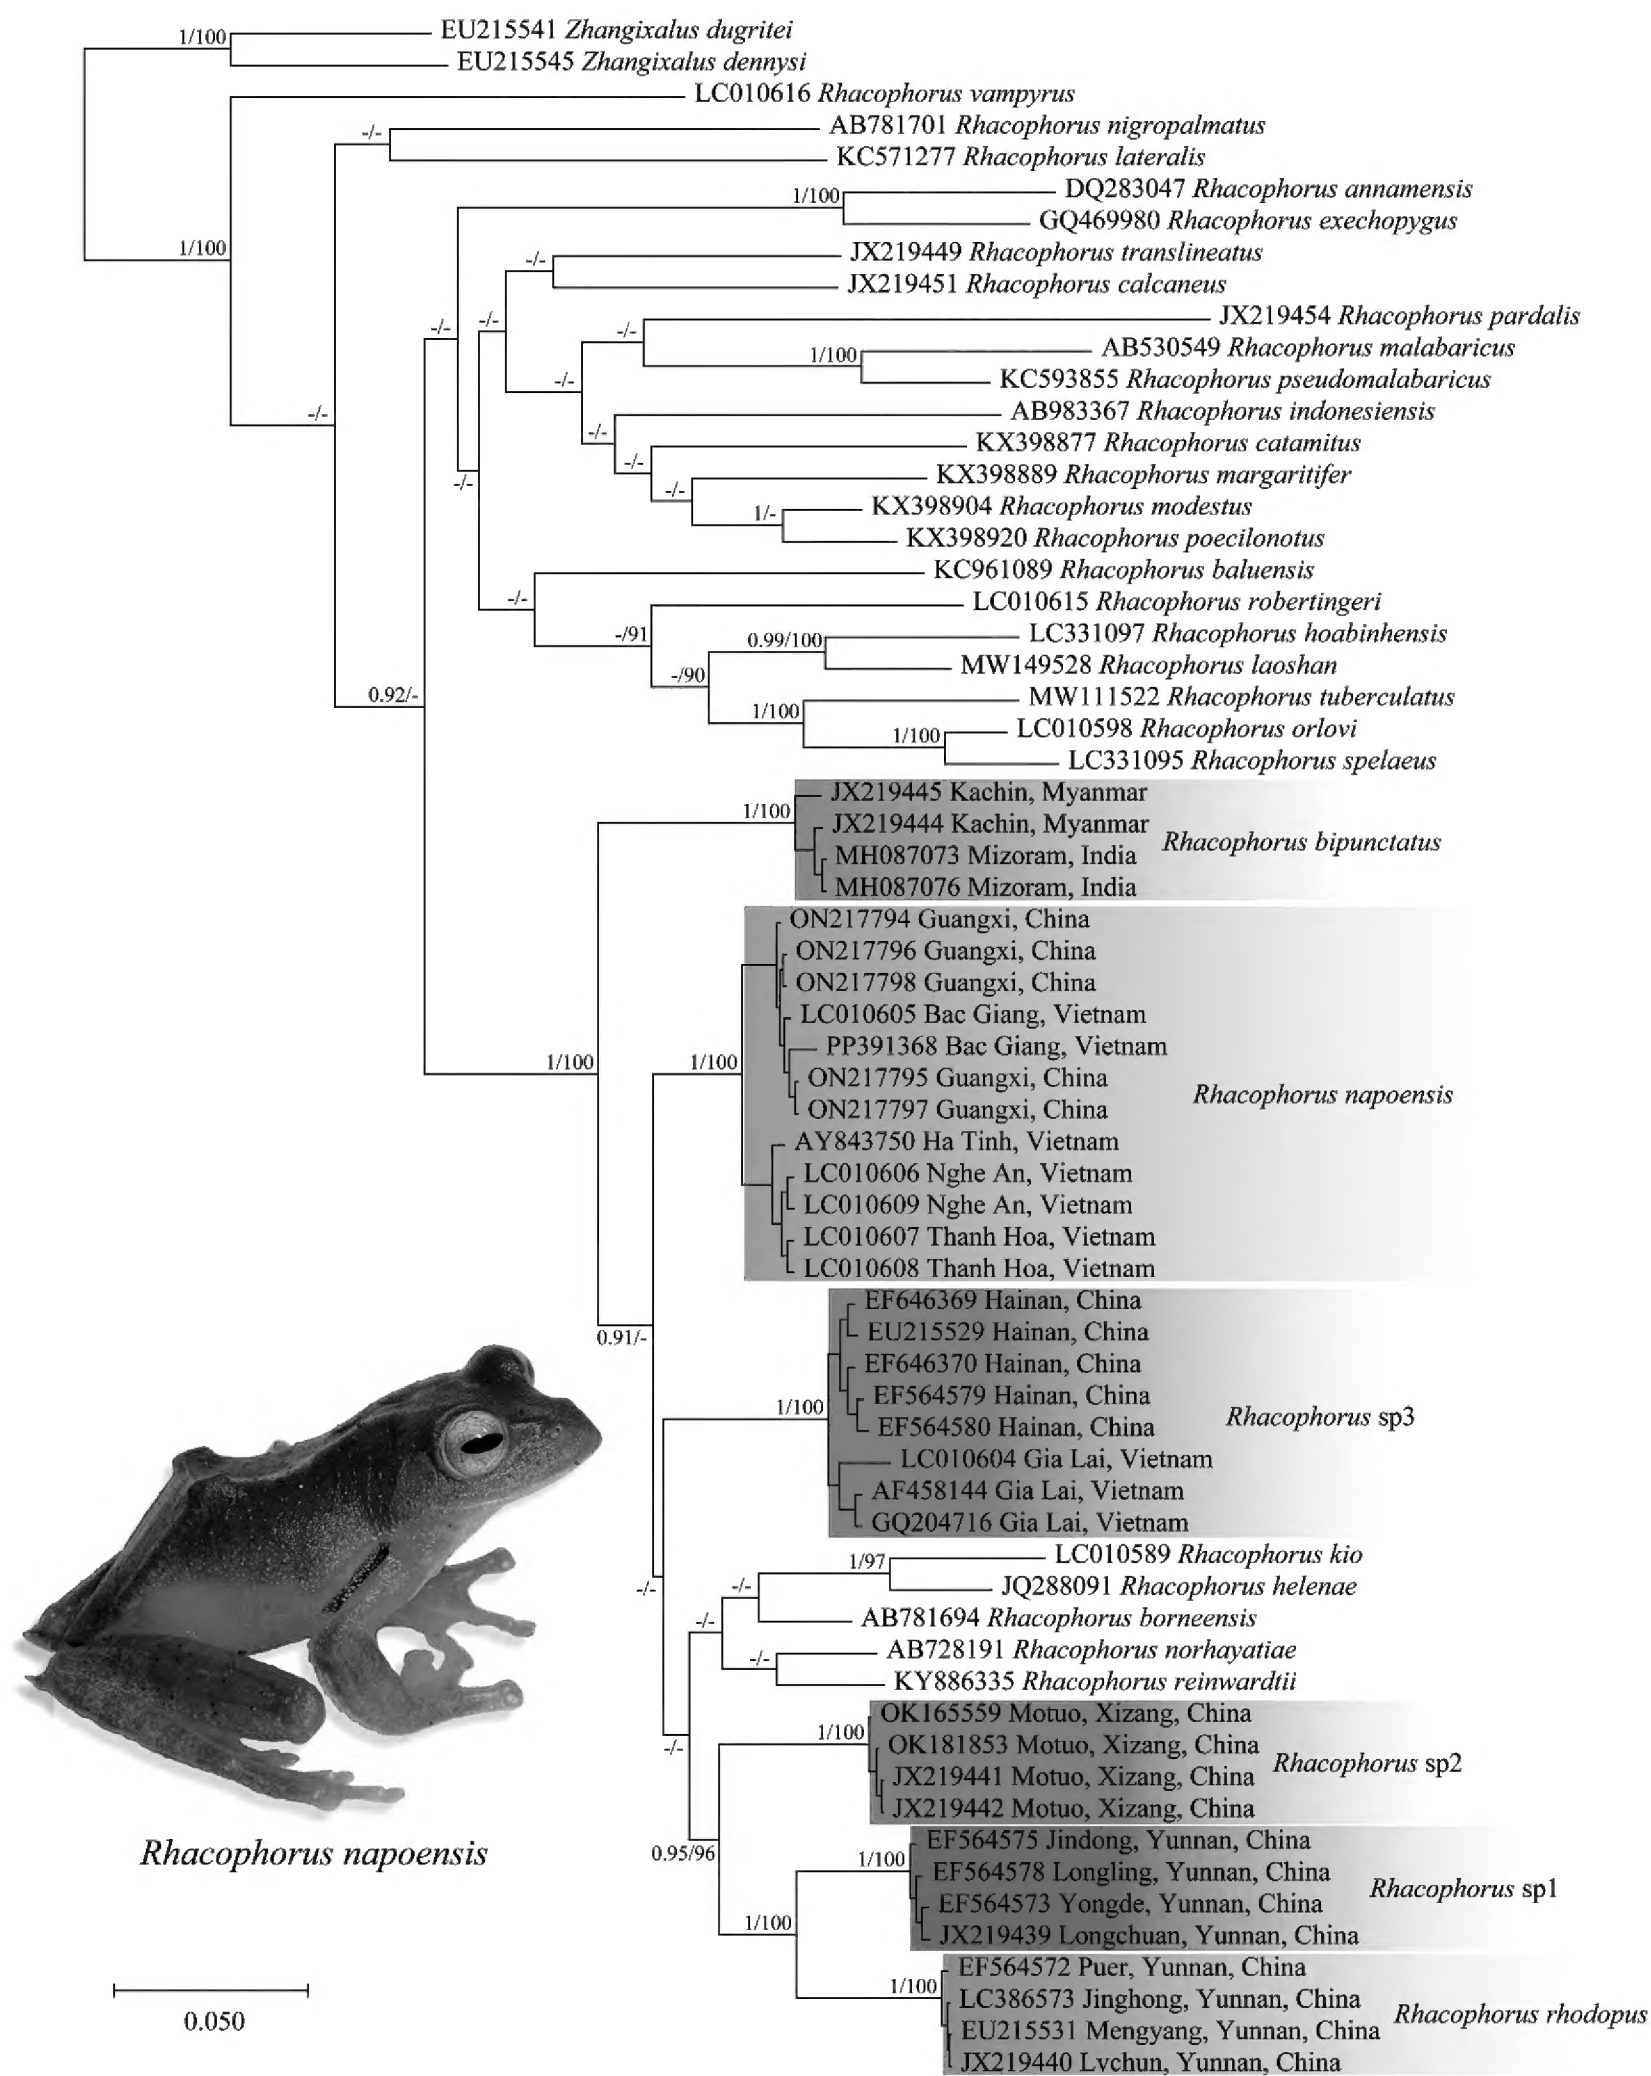 1/100
EU215541 Zhangixalus dugritei
EU215545 Zhangixalus dennysi
LC010616 Rhacophorus vampyrus
-/-
AB781701 Rhacophorus nigropalmatus
KC571277 Rhacophorus lateralis
1/100
DQ283047 Rhacophorus annamensis
GQ469980 Rhacophorus exechopygus
1/100
-/-
JX219449 Rhacophorus translineatus
JX219451 Rhacophorus calcaneus
-/-
-/-
-/-
JX219454 Rhacophorus pardalis
1/100
AB530549 Rhacophorus malabaricus
KC593855 Rhacophorus pseudomalabaricus
-/-
-/-
AB983367 Rhacophorus indonesiensis
-/-
KX398877 Rhacophorus catamitus
-/-
KX398889 Rhacophorus margaritifer
-/-
-/-
KX398904 Rhacophorus modestus
1/-
KX398920 Rhacophorus poecilonotus
KC961089 Rhacophorus baluensis
-/-
LC010615 Rhacophorus robertingeri
-/91
0.99/100
LC331097 Rhacophorus hoabinhensis
MW149528 Rhacophorus laoshan
-/90
0.92/-
MW111522 Rhacophorus tuberculatus
1/100
LC010598 Rhacophorus orlovi
1/100
LC331095 Rhacophorus spelaeus
JX219445 Kachin, Myanmar
1/100
JX219444 Kachin, Myanmar
Rhacophorus bipunctatus
MH087073 Mizoram, India
MH087076 Mizoram, India
ON217794 Guangxi, China
ON217796 Guangxi, China
ON217798 Guangxi, China
LC010605 Bac Giang, Vietnam
PP391368 Bac Giang, Vietnam
1/100
1/100
ON217795 Guangxi, China
Rhacophorus napoensis
ON217797 Guangxi, China
AY843750 Ha Tinh, Vietnam
LC010606 Nghe An, Vietnam
LC010609 Nghe An, Vietnam
LC010607 Thanh Hoa, Vietnam
LC010608 Thanh Hoa, Vietnam
EF646369 Hainan, China
EU215529 Hainan, China
0.91/-
EF646370 Hainan, China
EF564579 Hainan, China
1/100
Rhacophorus sp3
EF564580 Hainan, China
LC010604 Gia Lai, Vietnam
AF458144 Gia Lai, Vietnam
GQ204716 Gia Lai, Vietnam
LC010589 Rhacophorus kio
1/97
JQ288091 Rhacophorus helenae
-/-
-/-
AB781694 Rhacophorus borneensis
-/-
AB728191 Rhacophorus norhayatiae
-/-
KY886335 Rhacophorus reinwardtii
OK165559 Motuo, Xizang, China
1/100
OK181853 Motuo, Xizang, China
-/-
Rhacophorus sp2
JX219441 Motuo, Xizang, China
JX219442 Motuo, Xizang, China
EF564575 Jindong, Yunnan, China
0.95/96
Rhacophorus napoensis
1/100
EF564578 Longling, Yunnan, China
Rhacophorus sp1
EF564573 Yongde, Yunnan, China
1/100
JX219439 Longchuan, Yunnan, China
EF564572 Puer, Yunnan, China
1/100
LC386573 Jinghong, Yunnan, China
Rhacophorus rhodopus
0.050
EU215531 Mengyang, Yunnan, China
JX219440 Lvchun, Yunnan, China